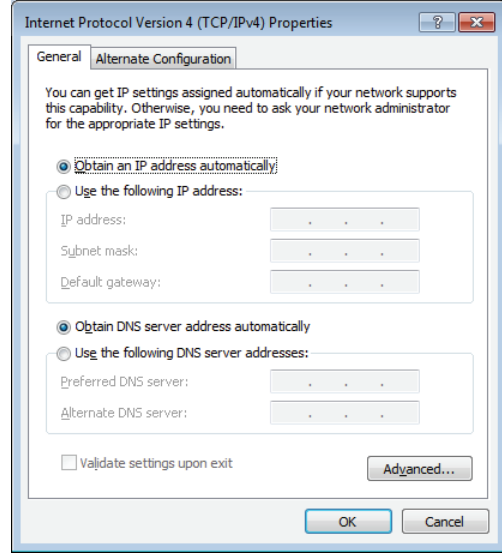 Internet Protocol Version 4 (TCP/IPv4) Properties
General
Alternate Configuration
You can get IP settings assigned automatically if your network supports
this capability. Otherwise, you need to ask your network administrator
for the appropriate IP settings.
Obtain an IP address automatically
Use the following IP address:
IP address:
Subnet mask:
Default gateway:
Obtain DNS server address automatically
Use the following DNS server addresses:
Preferred DNS server:
Alternate DNS server:
Validate settings upon exit
Advanced...
OK
Cancel